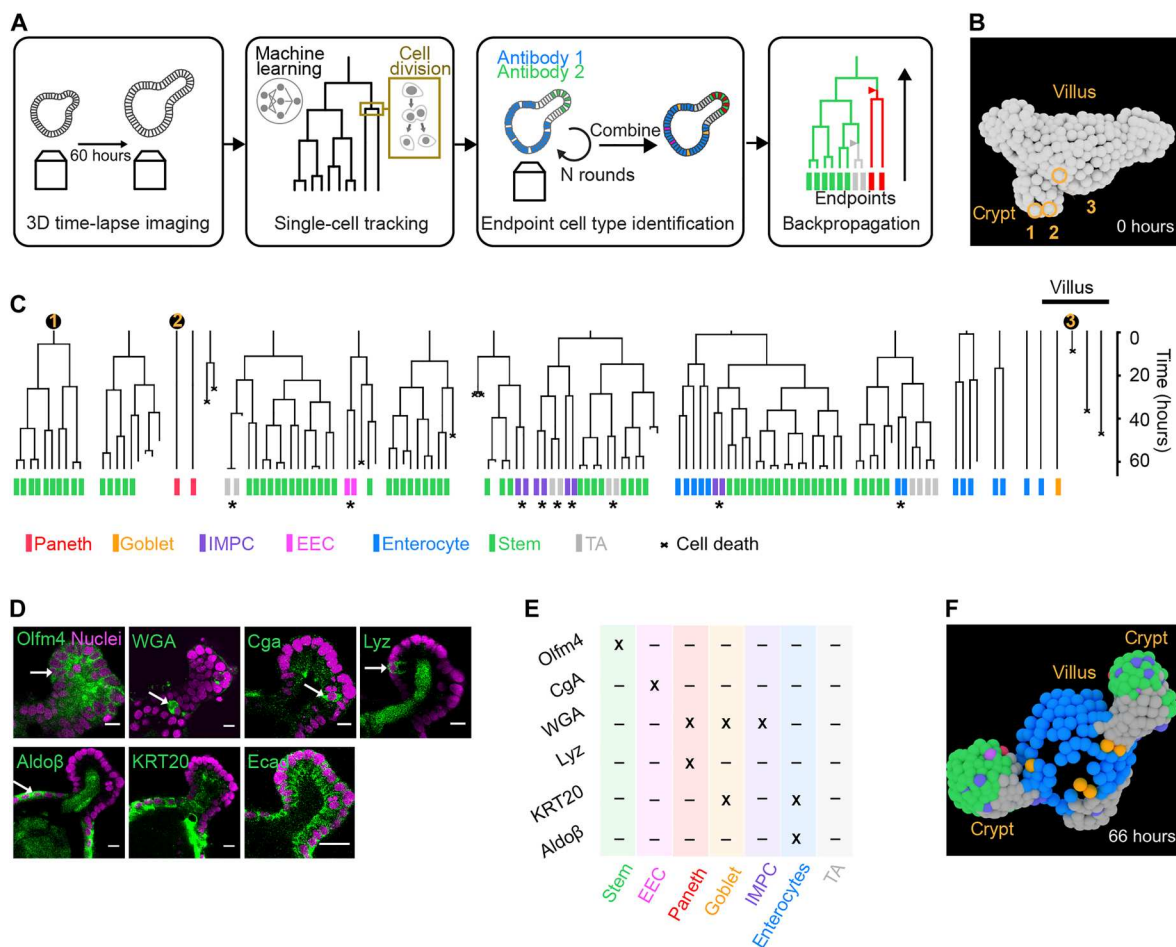 A
Machine
learning
Cell
division
Antibody 1
Antibody 2
60 hours
Combine
N rounds
Endpoints
3D time-lapse imaging
Single-cell tracking
Endpoint cell type identification
Backpropagation
B
Villus
Crypt
1
2
3
0 hours
C
Villus
1
2
3
0
20
40
60
Time (hours)
* * * * * * * *
Paneth
Goblet
IMPC
EEC
Enterocyte
Stem
TA
× Cell death
D
Olfm4 Nuclei
WGA
Cga
Lyz
Aldoβ
KRT20
Ecad
E
Olfm4 x – – – – – –
CgA – x – – – – –
WGA – – x x x – –
Lyz – – x – – – –
KRT20 – – – x – x –
Aldoβ – – – – – x –
Stem
EEC
Paneth
Goblet
IMPC
Enterocytes
TA
F
Crypt
Villus
Crypt
66 hours